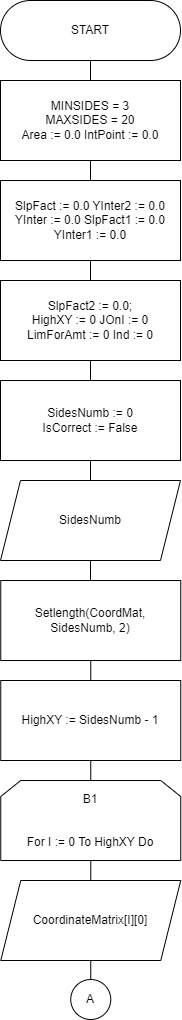 START
MINSIDES = 3
MAXSIDES = 20
Area := 0.0 IntPoint := 0.0
SlpFact := 0.0 YInter2 := 0.0
YInter := 0.0 SlpFact1 := 0.0
YInter1 := 0.0
SlpFact2 := 0.0;
HighXY := 0 JOnI := 0
LimForAmt := 0 Ind := 0
SidesNumb := 0
IsCorrect := False
SidesNumb
Setlength(CoordMat,
SidesNumb, 2)
HighXY := SidesNumb - 1
B1
For I := 0 To HighXY Do
CoordinateMatrix[I][0]
A